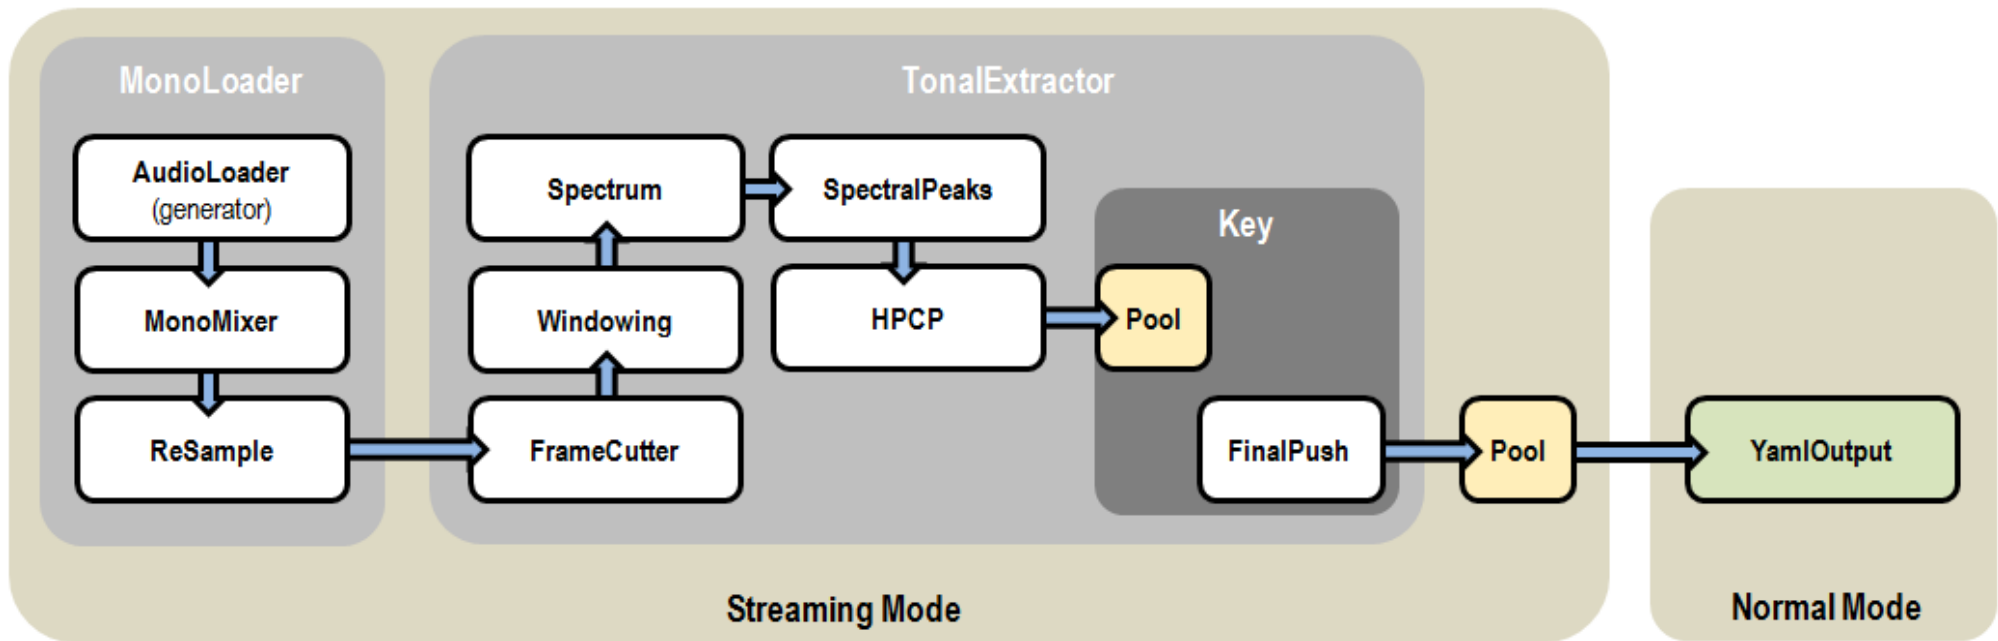 MonoLoader
AudioLoader
(generator)
MonoMixer
ReSample
TonalExtractor
Spectrum
SpectralPeaks
Windowing
HPCP
FrameCutter
Key
Pool
FinalPush
Pool
Streaming Mode
YamlOutput
Normal Mode